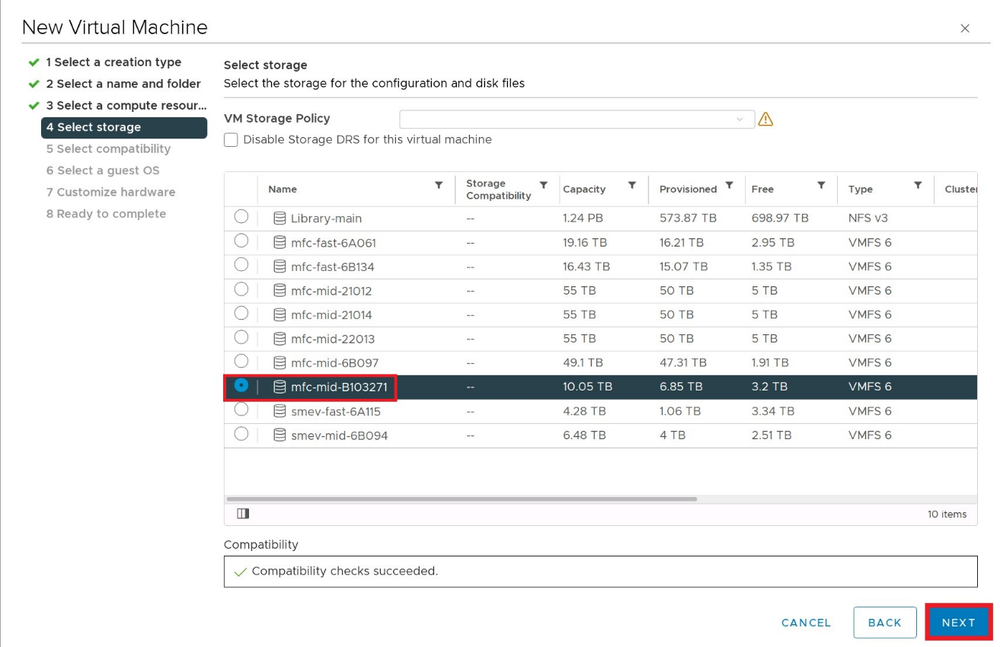 New Virtual Machine
1 Select a creation type
2 Select a name and folder
3 Select a compute resour...
4 Select storage
5 Select compatibility
6 Select a guest OS
7 Customize hardware
8 Ready to complete
Select storage
Select the storage for the configuration and disk files
VM Storage Policy
Disable Storage DRS for this virtual machine
Name Storage Compatibility Capacity Provisioned Free Type Cluster
Library-main -- 1.24 PB 573.87 TB 698.97 TB NFS v3
mfc-fast-6A061 -- 19.16 TB 16.21 TB 2.95 TB VMFS 6
mfc-fast-6B134 -- 16.43 TB 15.07 TB 1.35 TB VMFS 6
mfc-mid-21012 -- 55 TB 50 TB 5 TB VMFS 6
mfc-mid-21014 -- 55 TB 50 TB 5 TB VMFS 6
mfc-mid-22013 -- 55 TB 50 TB 5 TB VMFS 6
mfc-mid-6B097 -- 49.1 TB 47.31 TB 1.91 TB VMFS 6
mfc-mid-B103271 -- 10.05 TB 6.85 TB 3.2 TB VMFS 6
smev-fast-6A115 -- 4.28 TB 1.06 TB 3.34 TB VMFS 6
smev-mid-6B094 -- 6.48 TB 4 TB 2.51 TB VMFS 6
10 items
Compatibility
Compatibility checks succeeded.
CANCEL BACK NEXT